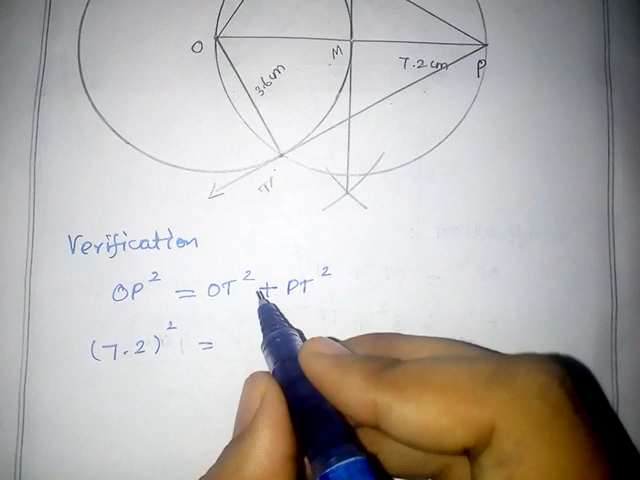 O
M
7.2cm
P
3.6cm
T'
Verification
OP² = OT² + PT²
(7.2)² =